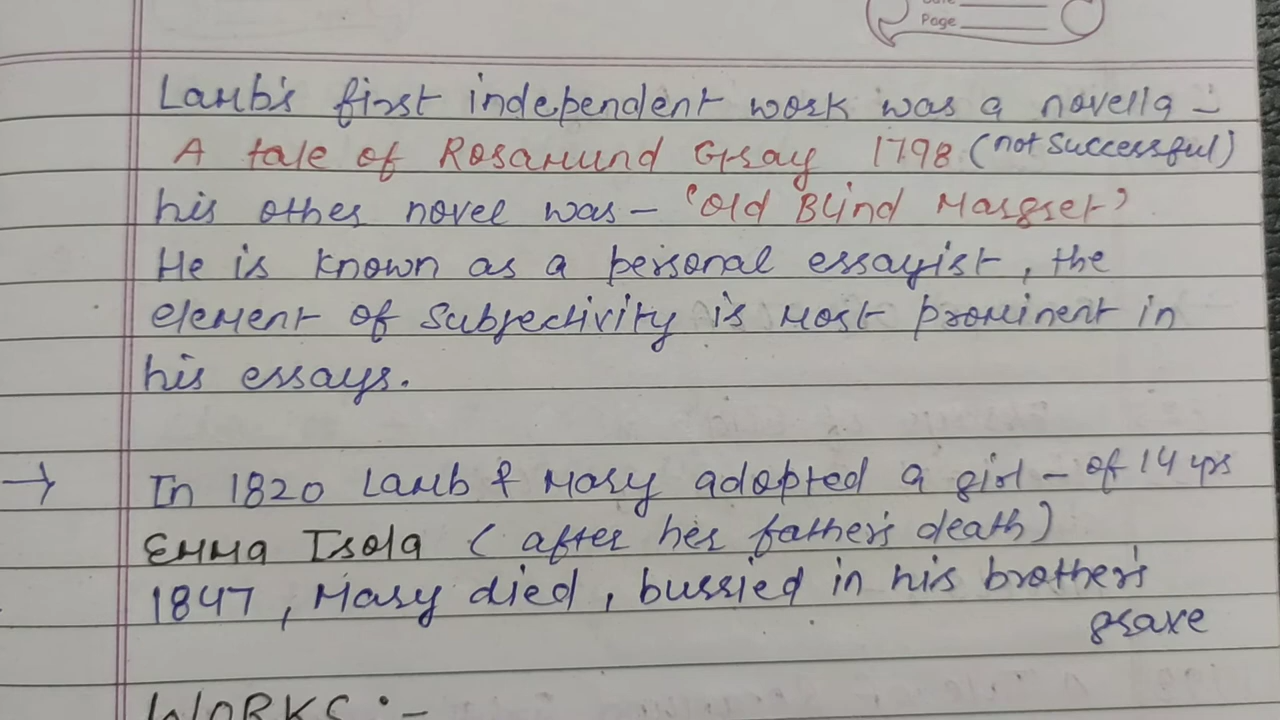 Page
Lamb's first independent work was a novella -
A tale of Rosamund Gray 1798 (not successful)
his other novel was - 'Old Blind Margret'
He is known as a personal essayist, the
element of subjectivity is most prominent in
his essays.
→ In 1820 Lamb & Mary adopted a girl - of 14 yrs
Emma Isola (after her father's death)
1847, Mary died, burried in his brother's
grave
WORKS :-